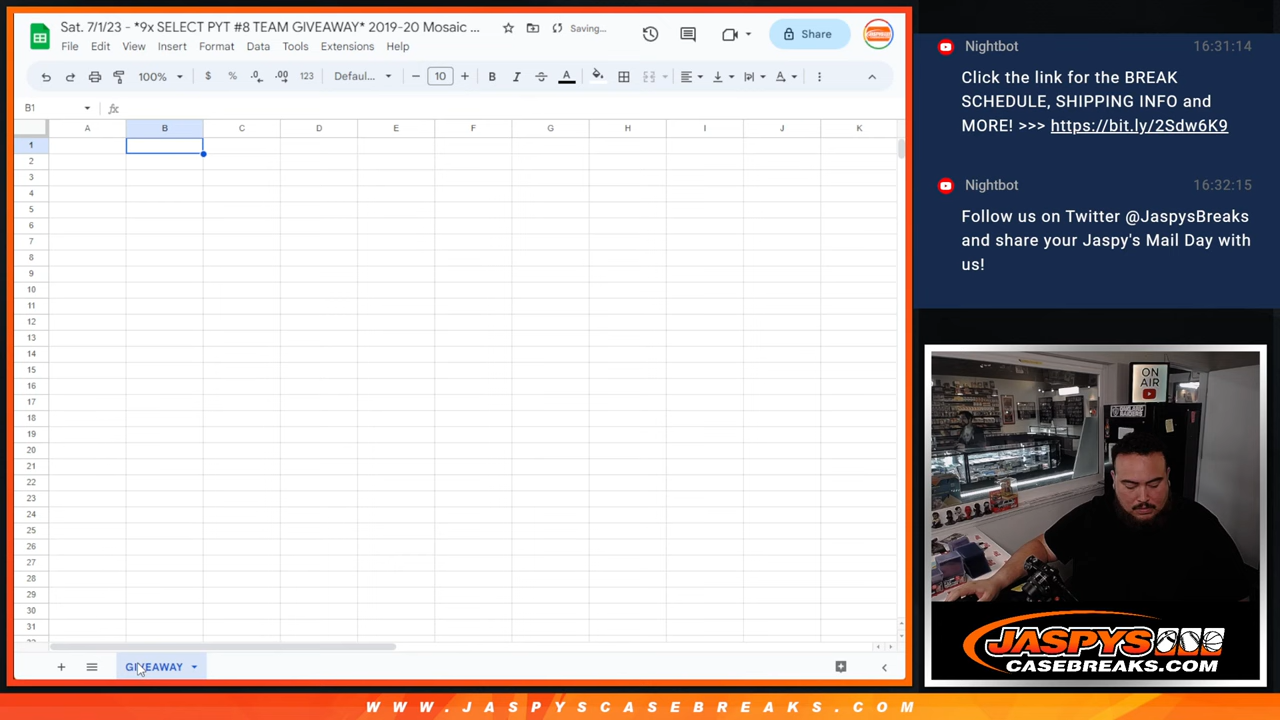 Sat. 7/1/23 - *9x SELECT PYT #8 TEAM GIVEAWAY* 2019-20 Mosaic ...
Saving...
Share
File Edit View Insert Format Data Tools Extensions Help
100% $ % .0 .00 123 Defaul... 10 B I A
B1 fx
A B C D E F G H I J K
1
2
3
4
5
6
7
8
9
10
11
12
13
14
15
16
17
18
19
20
21
22
23
24
25
26
27
28
29
30
31
GIVEAWAY
Nightbot 16:31:14
Click the link for the BREAK
SCHEDULE, SHIPPING INFO and
MORE! >>> https://bit.ly/2Sdw6K9
Nightbot 16:32:15
Follow us on Twitter @JaspysBreaks
and share your Jaspy's Mail Day with
us!
ON
AIR
JASPYS
CASEBREAKS.COM
WWW.JASPYSCASEBREAKS.COM